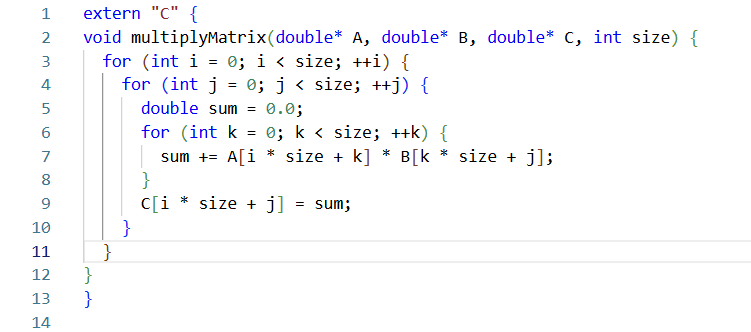 1 extern "C" {
2 void multiplyMatrix(double* A, double* B, double* C, int size) {
3   for (int i = 0; i < size; ++i) {
4     for (int j = 0; j < size; ++j) {
5       double sum = 0.0;
6       for (int k = 0; k < size; ++k) {
7         sum += A[i * size + k] * B[k * size + j];
8       }
9       C[i * size + j] = sum;
10     }
11   }
12 }
13 }
14